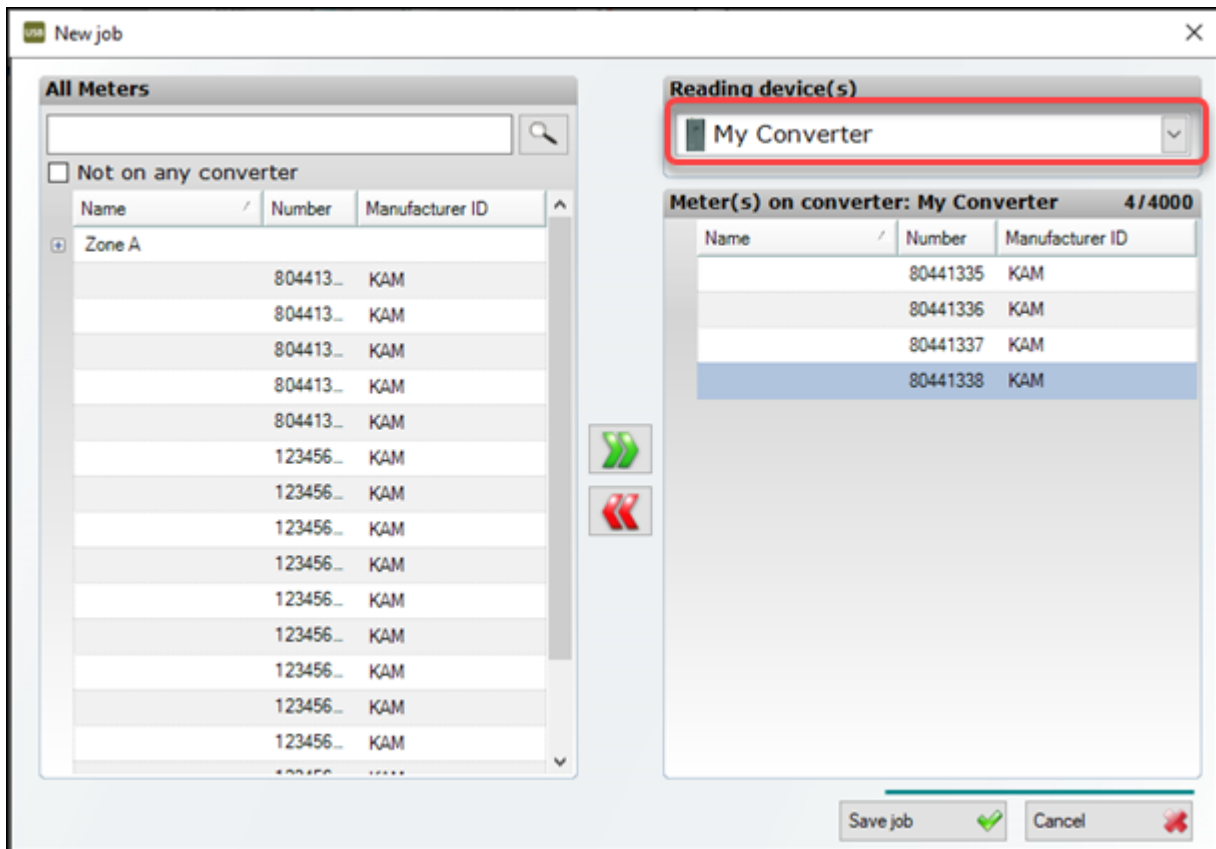 USB New job
All Meters
Not on any converter
Name Number Manufacturer ID
Zone A
804413... KAM
804413... KAM
804413... KAM
804413... KAM
804413... KAM
123456... KAM
123456... KAM
123456... KAM
123456... KAM
123456... KAM
123456... KAM
123456... KAM
123456... KAM
123456... KAM
Reading device(s)
My Converter
Meter(s) on converter: My Converter 4/4000
Name Number Manufacturer ID
80441335 KAM
80441336 KAM
80441337 KAM
80441338 KAM
Save job Cancel